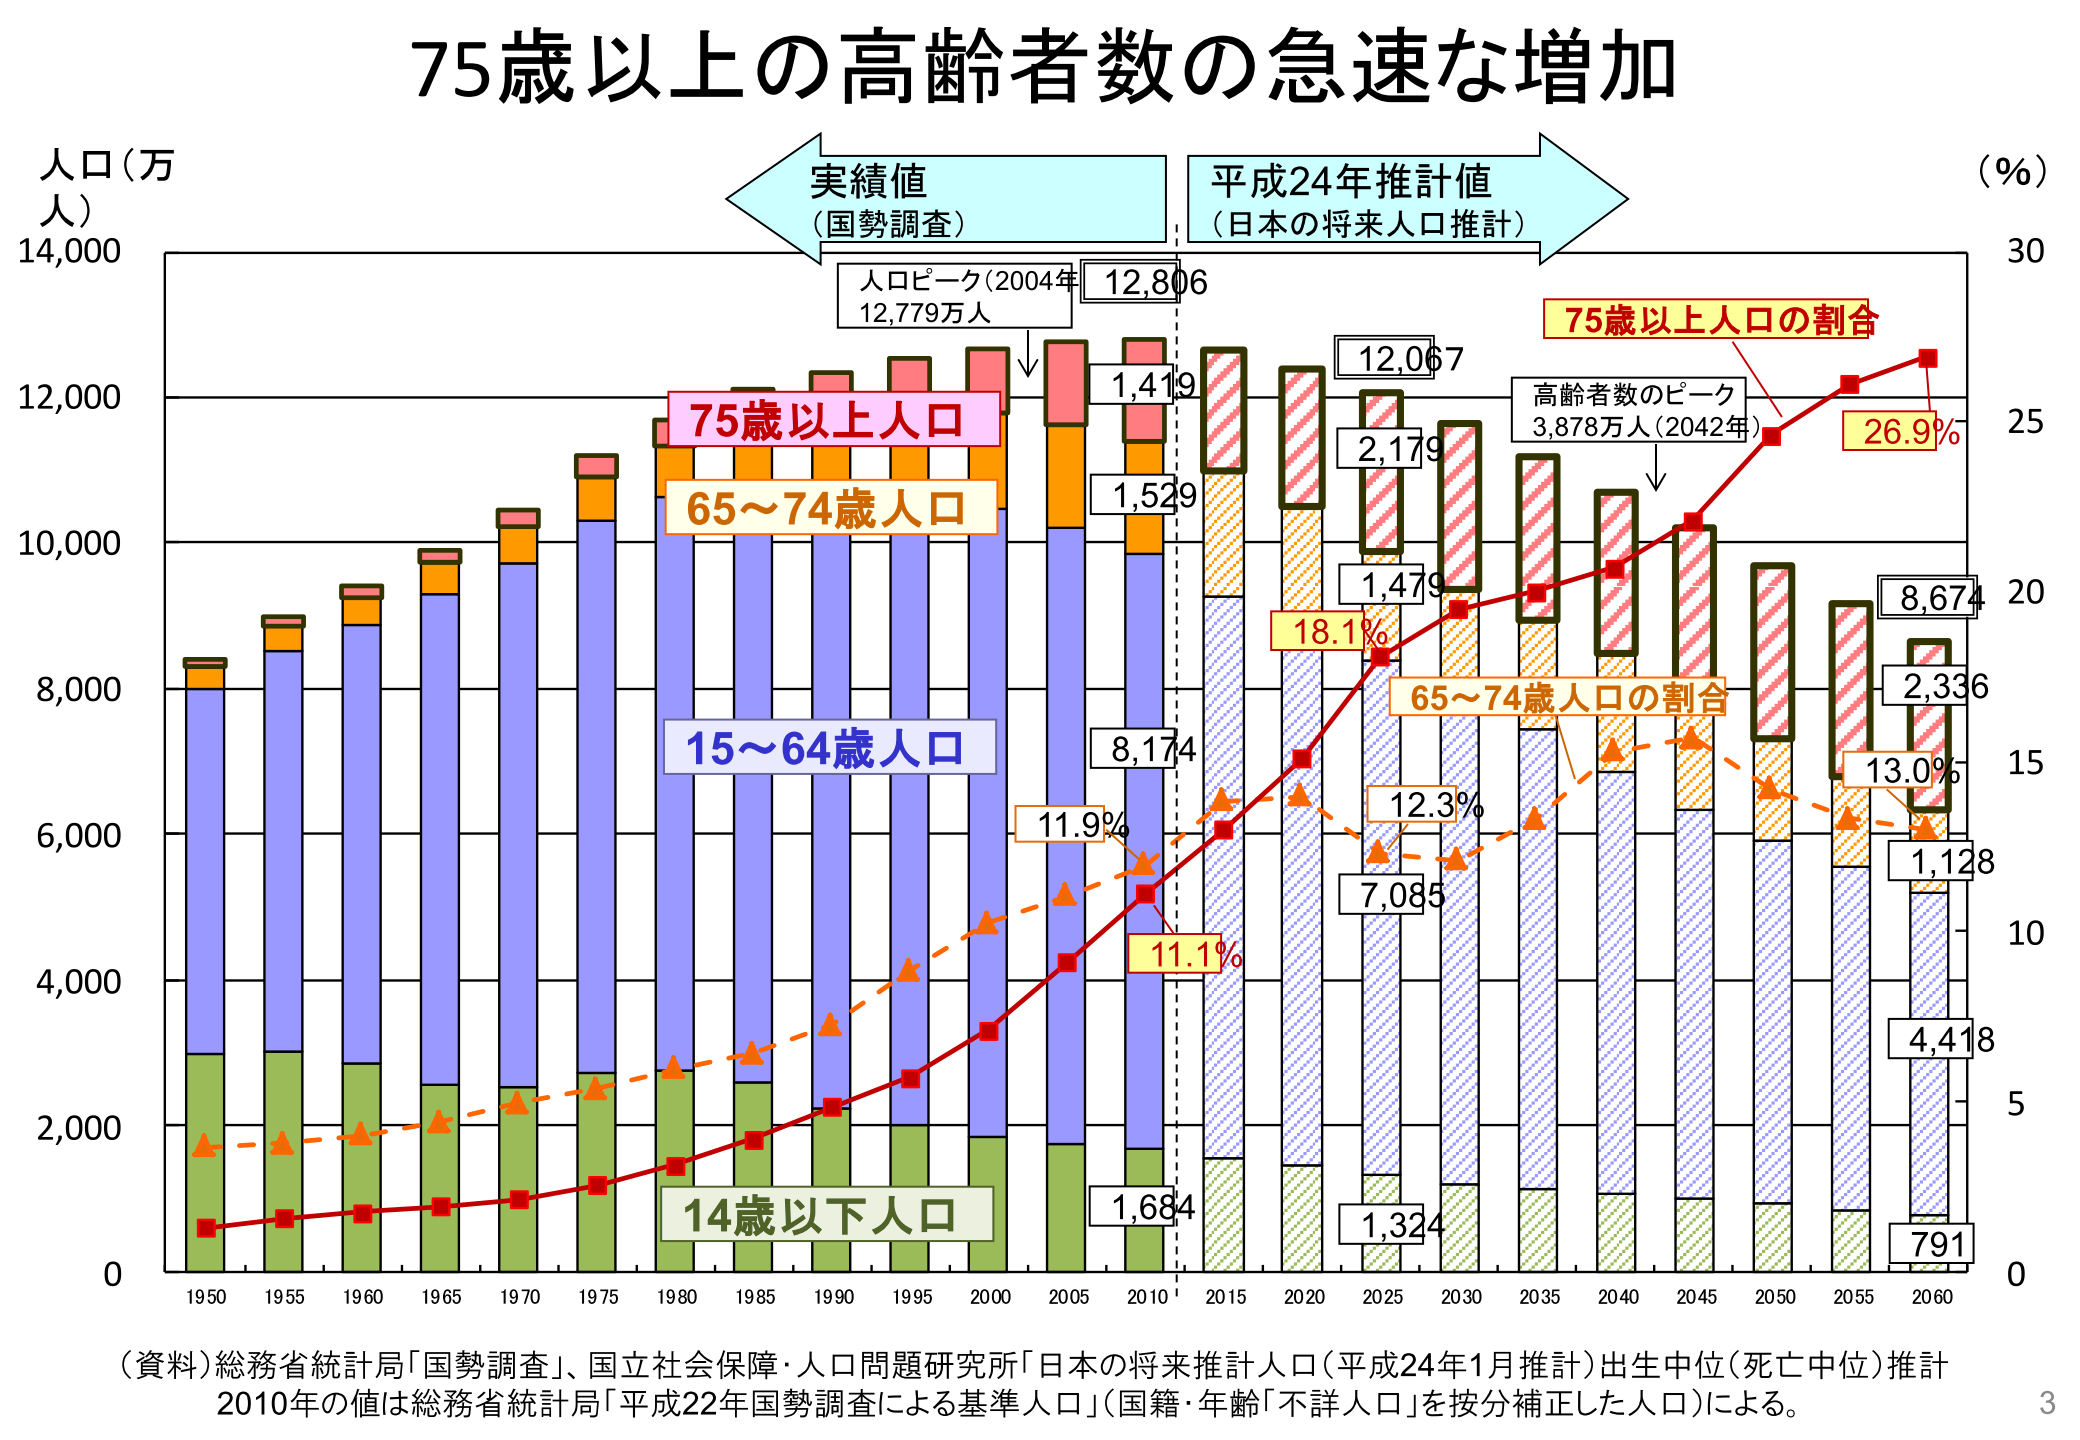 75歳以上の高齢者数の急速な増加
人口（万
人）
実績値
（国勢調査）
平成24年推計値
（日本の将来人口推計）
（%）
14,000
12,000
10,000
8,000
6,000
4,000
2,000
0
30
25
20
15
10
5
0
人口ピーク（2004年
12,779万人
12,806
1,419
1,529
8,174
11.9%
11.1%
1,684
75歳以上人口
65～74歳人口
15～64歳人口
14歳以下人口
12,067
2,179
1,479
18.1%
12.3%
7,085
1,324
75歳以上人口の割合
高齢者数のピーク
3,878万人（2042年）
26.9%
65～74歳人口の割合
8,674
2,336
13.0%
1,128
4,418
791
1950 1955 1960 1965 1970 1975 1980 1985 1990 1995 2000 2005 2010 2015 2020 2025 2030 2035 2040 2045 2050 2055 2060
（資料）総務省統計局「国勢調査」、国立社会保障・人口問題研究所「日本の将来推計人口（平成24年1月推計）出生中位（死亡中位）推計
2010年の値は総務省統計局「平成22年国勢調査による基準人口」（国籍・年齢「不詳人口」を按分補正した人口）による。
3